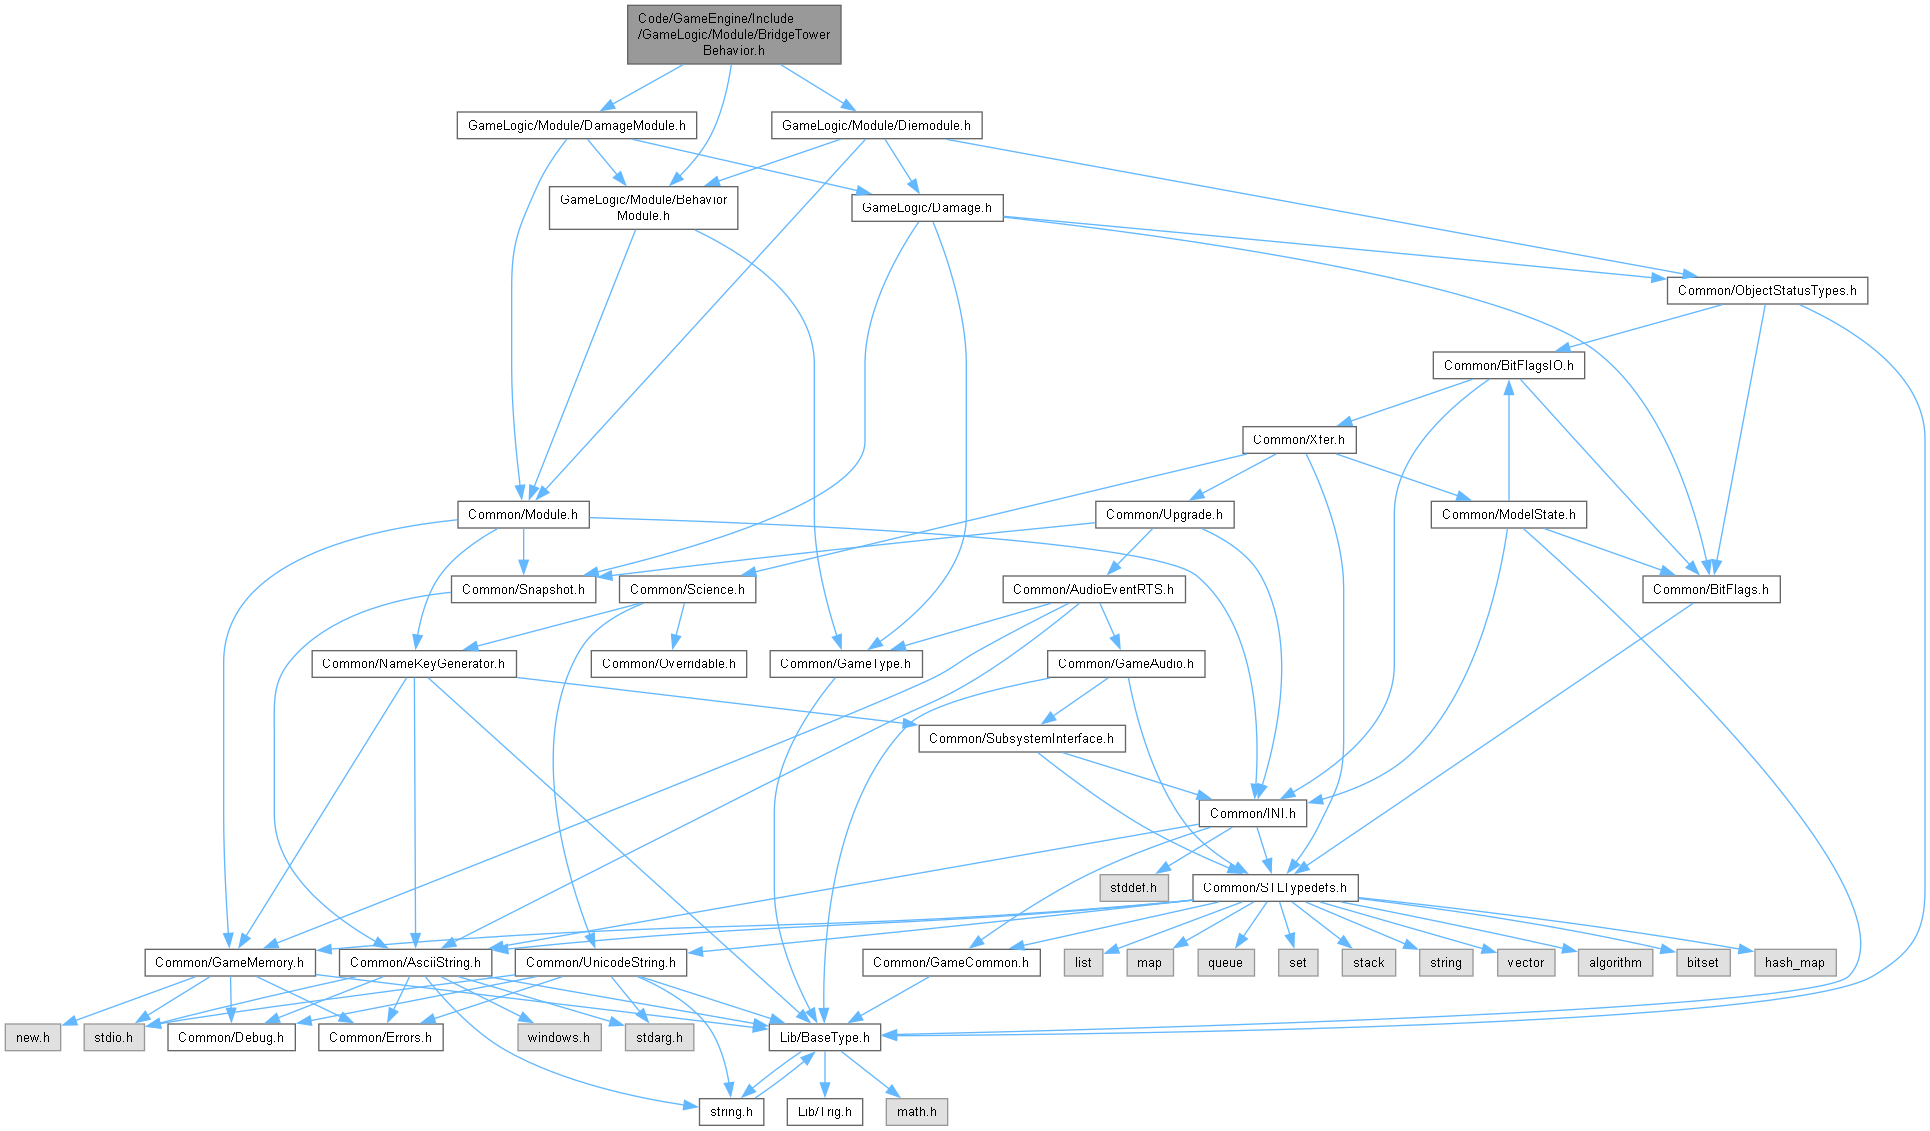 Code/GameEngine/Include
/GameLogic/Module/BridgeTower
Behavior.h
GameLogic/Module/DamageModule.h
GameLogic/Module/Diemodule.h
GameLogic/Module/Behavior
Module.h
GameLogic/Damage.h
Common/ObjectStatusTypes.h
Common/BitFlagsIO.h
Common/Xfer.h
Common/Module.h
Common/Upgrade.h
Common/ModelState.h
Common/Snapshot.h
Common/Science.h
Common/AudioEventRTS.h
Common/BitFlags.h
Common/NameKeyGenerator.h
Common/Overridable.h
Common/GameType.h
Common/GameAudio.h
Common/SubsystemInterface.h
Common/INI.h
stddef.h
Common/STLTypedefs.h
Common/GameMemory.h
Common/AsciiString.h
Common/UnicodeString.h
Common/GameCommon.h
list
map
queue
set
stack
string
vector
algorithm
bitset
hash_map
new.h
stdio.h
Common/Debug.h
Common/Errors.h
windows.h
stdarg.h
Lib/BaseType.h
string.h
Lib/Trig.h
math.h